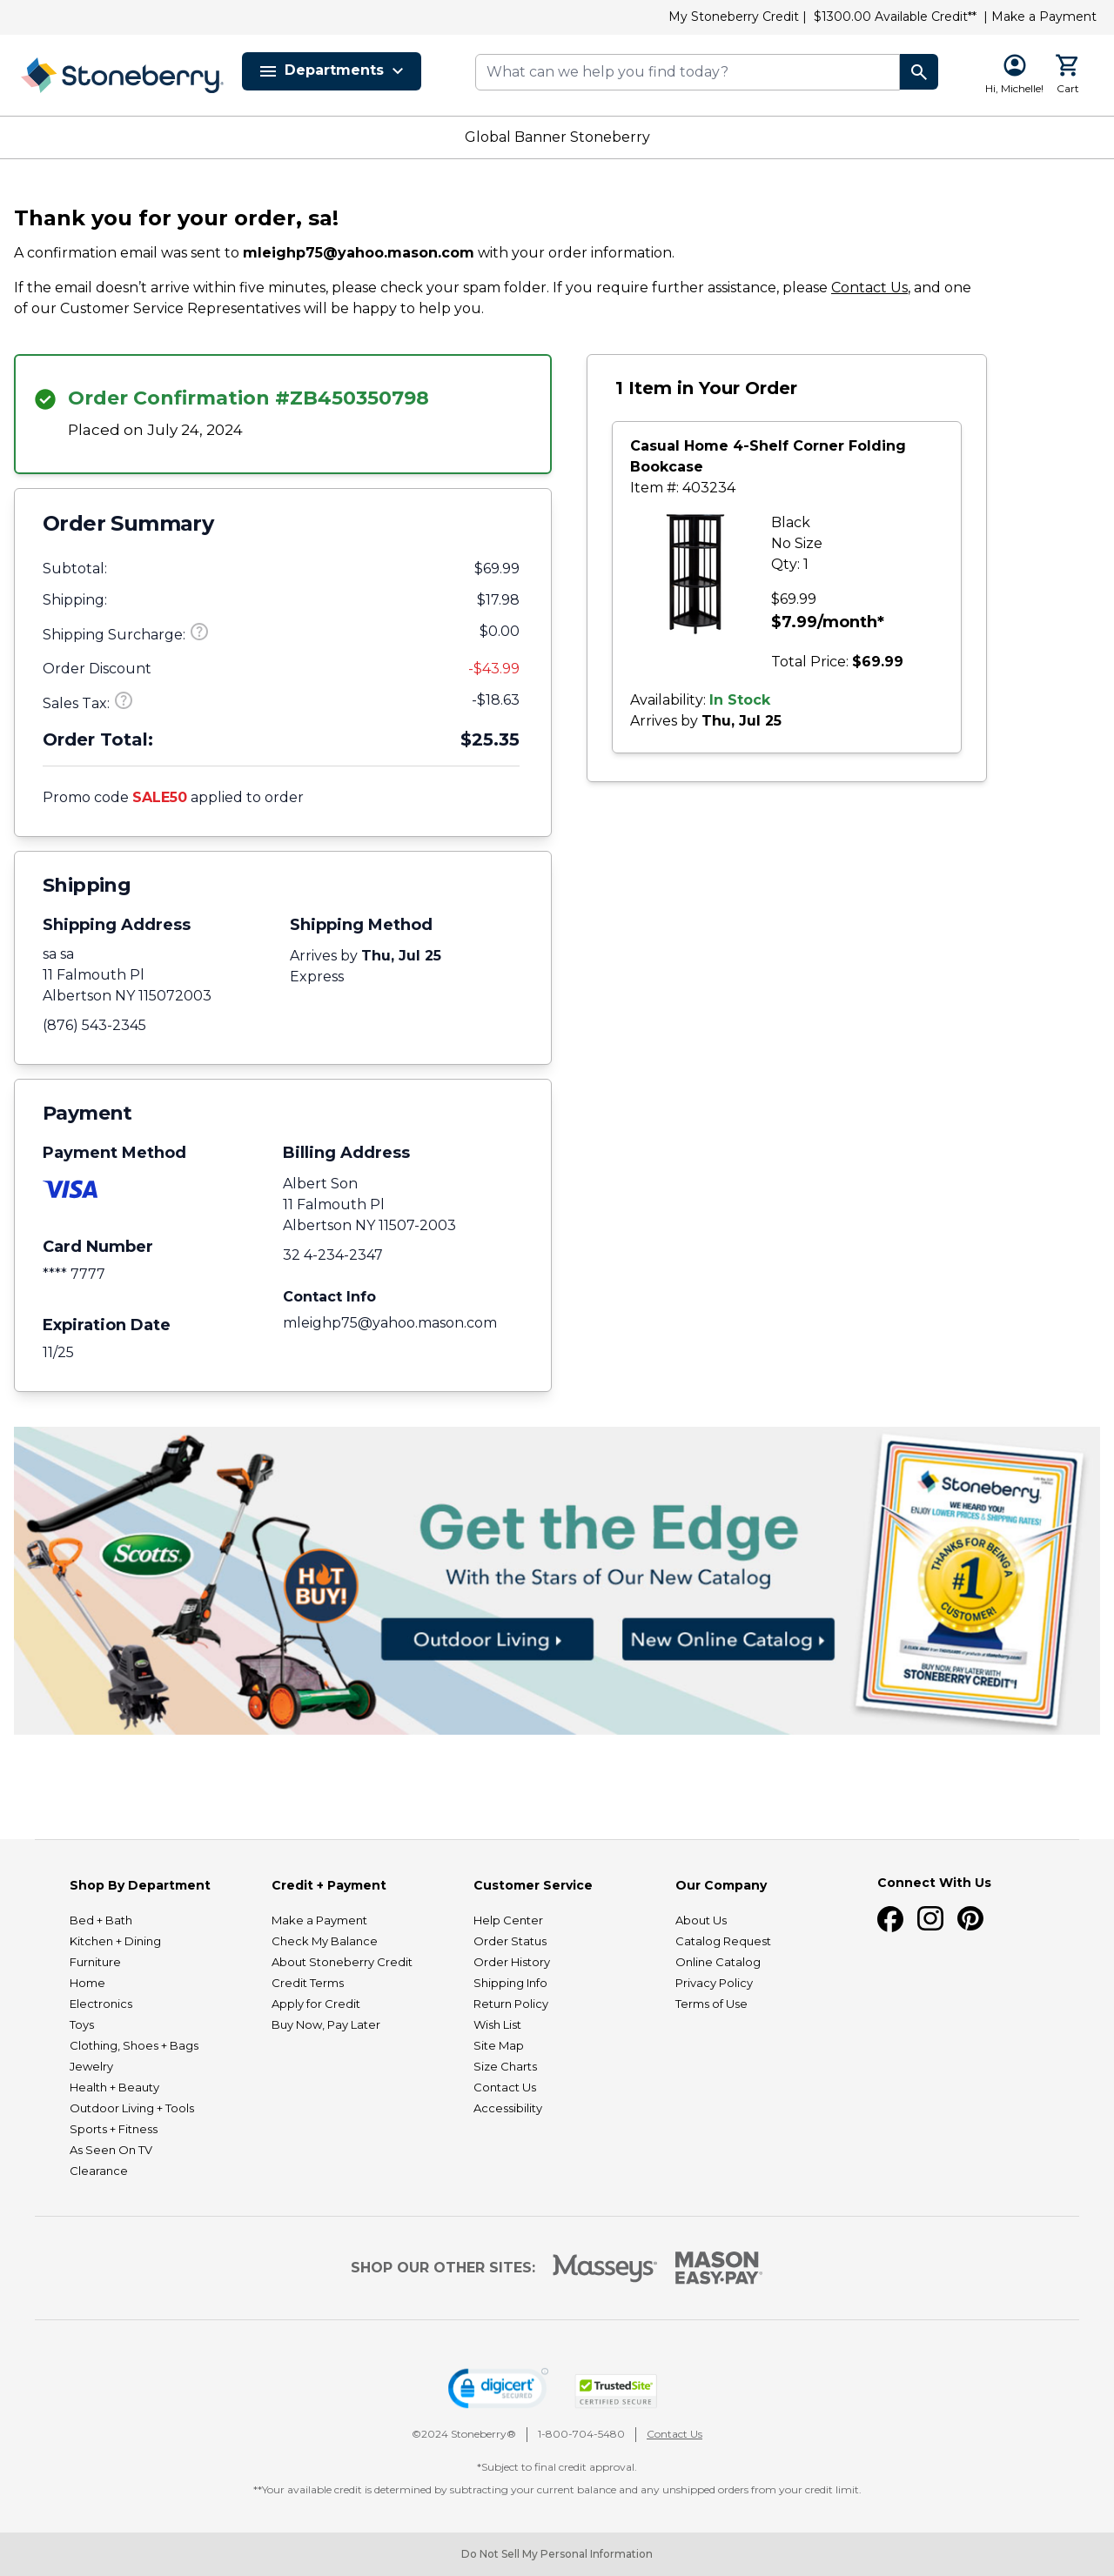 My Stoneberry Credit | $1300.00 Available Credit** | Make a Payment
Stoneberry.
Departments
What can we help you find today?
Hi, Michelle!
Cart
Global Banner Stoneberry
Thank you for your order, sa!
A confirmation email was sent to mleighp75@yahoo.mason.com with your order information.
If the email doesn’t arrive within five minutes, please check your spam folder. If you require further assistance, please Contact Us, and one
of our Customer Service Representatives will be happy to help you.
Order Confirmation #ZB450350798
Placed on July 24, 2024
Order Summary
Subtotal: $69.99
Shipping: $17.98
Shipping Surcharge: ? $0.00
Order Discount -$43.99
Sales Tax: ? -$18.63
Order Total: $25.35
Promo code SALE50 applied to order
Shipping
Shipping Address
sa sa
11 Falmouth Pl
Albertson NY 115072003
(876) 543-2345
Shipping Method
Arrives by Thu, Jul 25
Express
Payment
Payment Method
VISA
Card Number
**** 7777
Expiration Date
11/25
Billing Address
Albert Son
11 Falmouth Pl
Albertson NY 11507-2003
32 4-234-2347
Contact Info
mleighp75@yahoo.mason.com
1 Item in Your Order
Casual Home 4-Shelf Corner Folding
Bookcase
Item #: 403234
Black
No Size
Qty: 1
$69.99
$7.99/month*
Total Price: $69.99
Availability: In Stock
Arrives by Thu, Jul 25
Scotts
HOT
BUY!
Get the Edge
With the Stars of Our New Catalog
Outdoor Living
New Online Catalog
Stoneberry
WE HEARD YOU!
ENJOY LOWER PRICES & SHIPPING RATES!
THANKS FOR BEING A
#1
CUSTOMER!
BUY NOW, PAY LATER WITH
STONEBERRY CREDIT!*
Shop By Department
Bed + Bath
Kitchen + Dining
Furniture
Home
Electronics
Toys
Clothing, Shoes + Bags
Jewelry
Health + Beauty
Outdoor Living + Tools
Sports + Fitness
As Seen On TV
Clearance
Credit + Payment
Make a Payment
Check My Balance
About Stoneberry Credit
Credit Terms
Apply for Credit
Buy Now, Pay Later
Customer Service
Help Center
Order Status
Order History
Shipping Info
Return Policy
Wish List
Site Map
Size Charts
Contact Us
Accessibility
Our Company
About Us
Catalog Request
Online Catalog
Privacy Policy
Terms of Use
Connect With Us
SHOP OUR OTHER SITES:
Masseys
MASON
EASY-PAY
digicert
SECURED
TrustedSite
CERTIFIED SECURE
©2024 Stoneberry® | 1-800-704-5480 | Contact Us
*Subject to final credit approval.
**Your available credit is determined by subtracting your current balance and any unshipped orders from your credit limit.
Do Not Sell My Personal Information